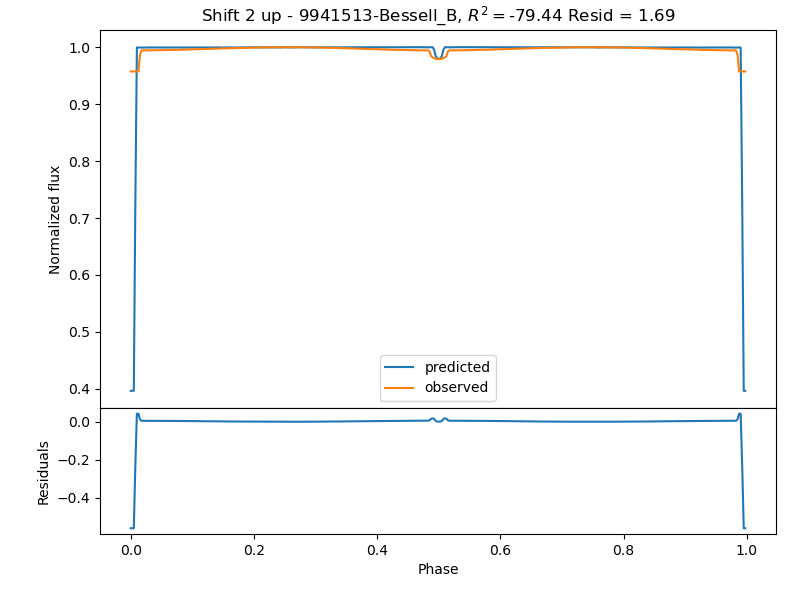 Shift 2 up - 9941513-Bessell_B, $R^2 = $-79.44 Resid = 1.69
1.0
0.9
0.8
0.7
0.6
0.5
0.4
Normalized flux
predicted
observed
0.0
−0.2
−0.4
Residuals
0.0 0.2 0.4 0.6 0.8 1.0
Phase